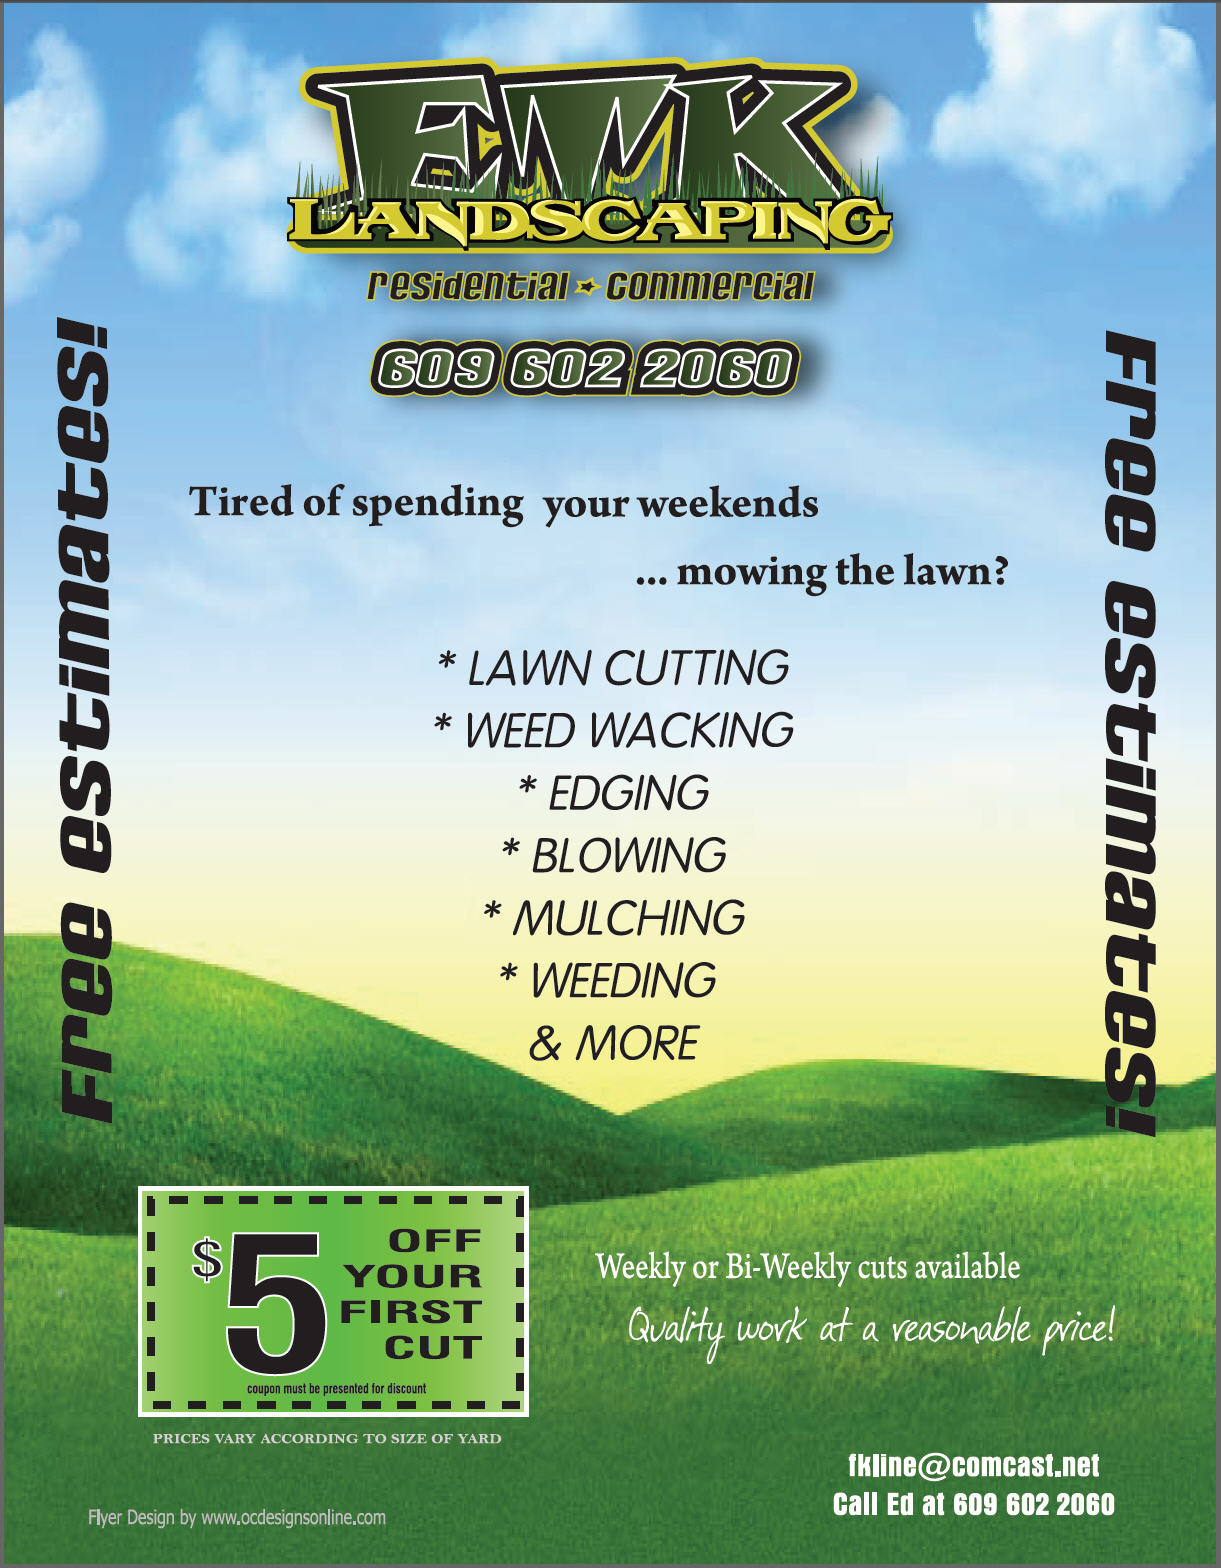 ETK
LANDSCAPING
residential ★ commercial
609 602 2060
Free estimates!
Free estimates!
Tired of spending your weekends
... mowing the lawn?
* LAWN CUTTING
* WEED WACKING
* EDGING
* BLOWING
* MULCHING
* WEEDING
& MORE
$5 OFF
YOUR
FIRST
CUT
coupon must be presented for discount
PRICES VARY ACCORDING TO SIZE OF YARD
Weekly or Bi-Weekly cuts available
Quality work at a reasonable price!
fkline@comcast.net
Call Ed at 609 602 2060
Flyer Design by www.ocdesignsonline.com